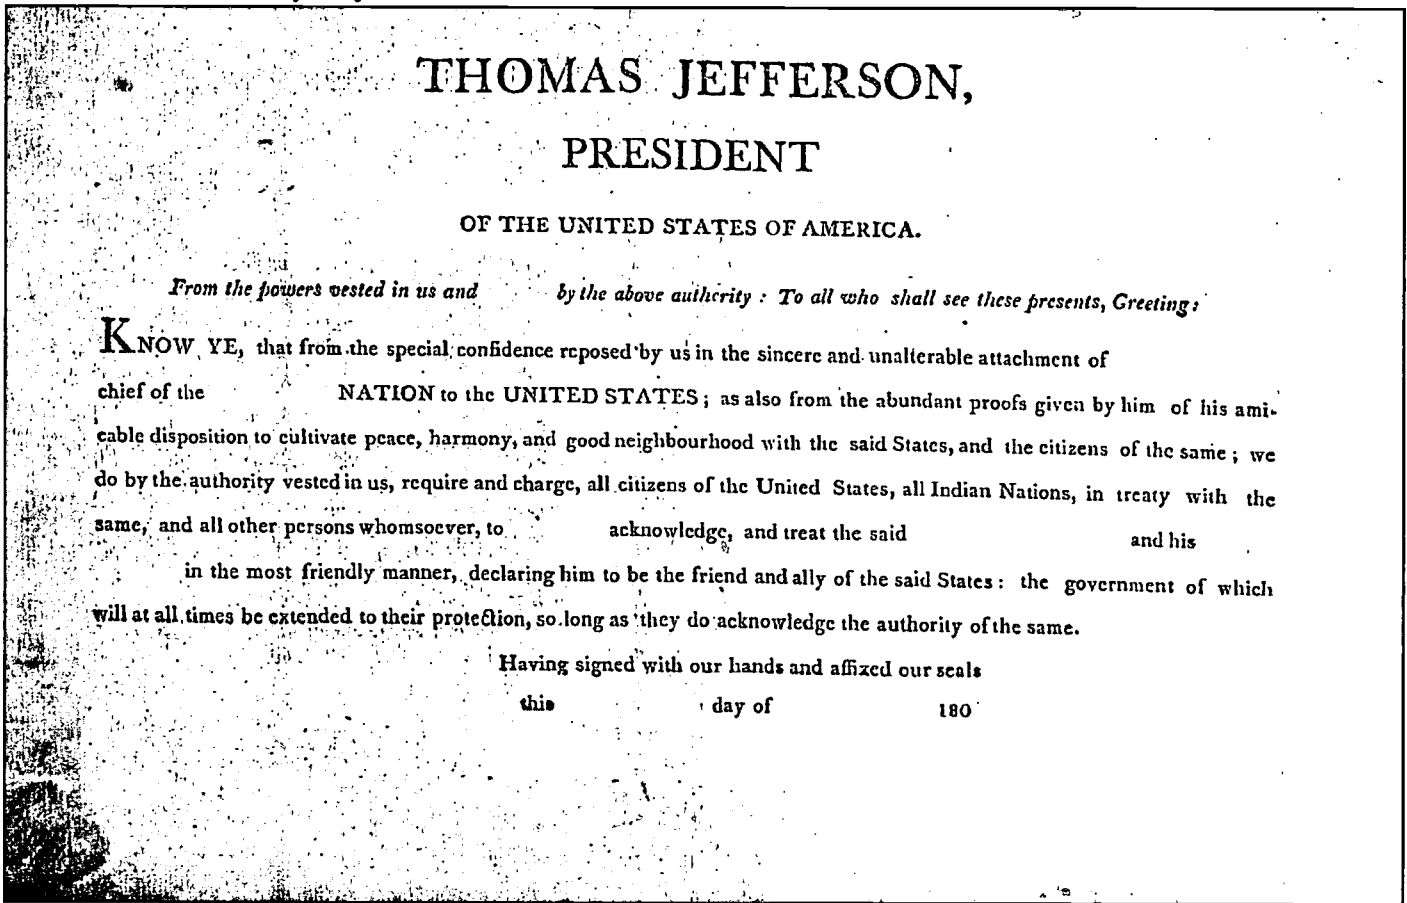 THOMAS JEFFERSON,
PRESIDENT
OF THE UNITED STATES OF AMERICA.
From the powers vested in us and by the above authority : To all who shall see these presents, Greeting:
KNOW YE, that from the special confidence reposed by us in the sincere and unalterable attachment of
chief of the NATION to the UNITED STATES ; as also from the abundant proofs given by him of his ami-
cable disposition to cultivate peace, harmony, and good neighbourhood with the said States, and the citizens of the same ; we
do by the authority vested in us, require and charge, all citizens of the United States, all Indian Nations, in treaty with the
same, and all other persons whomsoever, to acknowledge, and treat the said and his
in the most friendly manner, declaring him to be the friend and ally of the said States : the government of which
will at all times be extended to their protection, so long as they do acknowledge the authority of the same.
Having signed with our hands and affixed our seals
this day of 180